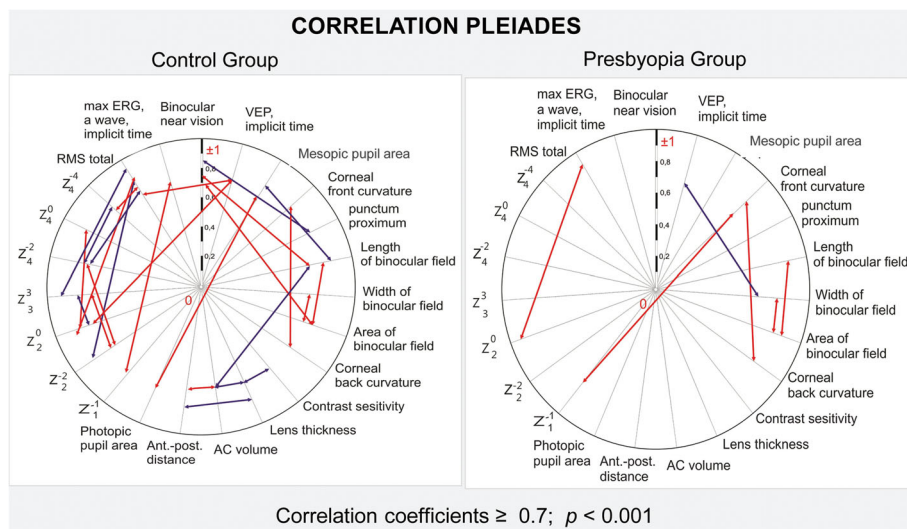 CORRELATION PLEIADES
Control Group
max ERG,
a wave,
implicit time
Binocular
near vision
VEP,
implicit time
Mesopic pupil area
Corneal
front curvature
punctum
proximum
Length
of binocular field
Width of
binocular field
Area of
binocular field
Corneal
back curvature
Contrast sesitivity
Lens thickness
AC volume
Ant.-post.
distance
Photopic
pupil area
Z₁⁻¹
Z₂⁻²
Z₂⁰
Z₃³
Z₄⁻²
Z₄⁰
Z₄⁻⁴
RMS total
±1
0,8
0,6
0,4
0,2
0
Presbyopia Group
max ERG,
a wave,
implicit time
Binocular
near vision
VEP,
implicit time
Mesopic pupil area
Corneal
front curvature
punctum
proximum
Length
of binocular field
Width of
binocular field
Area of
binocular field
Corneal
back curvature
Contrast sesitivity
Lens thickness
AC volume
Ant.-post.
distance
Photopic
pupil area
Z₁⁻¹
Z₂⁻²
Z₂⁰
Z₃³
Z₄⁻²
Z₄⁰
Z₄⁻⁴
RMS total
±1
0,8
0,6
0,4
0,2
0
Correlation coefficients ≥ 0.7; p < 0.001